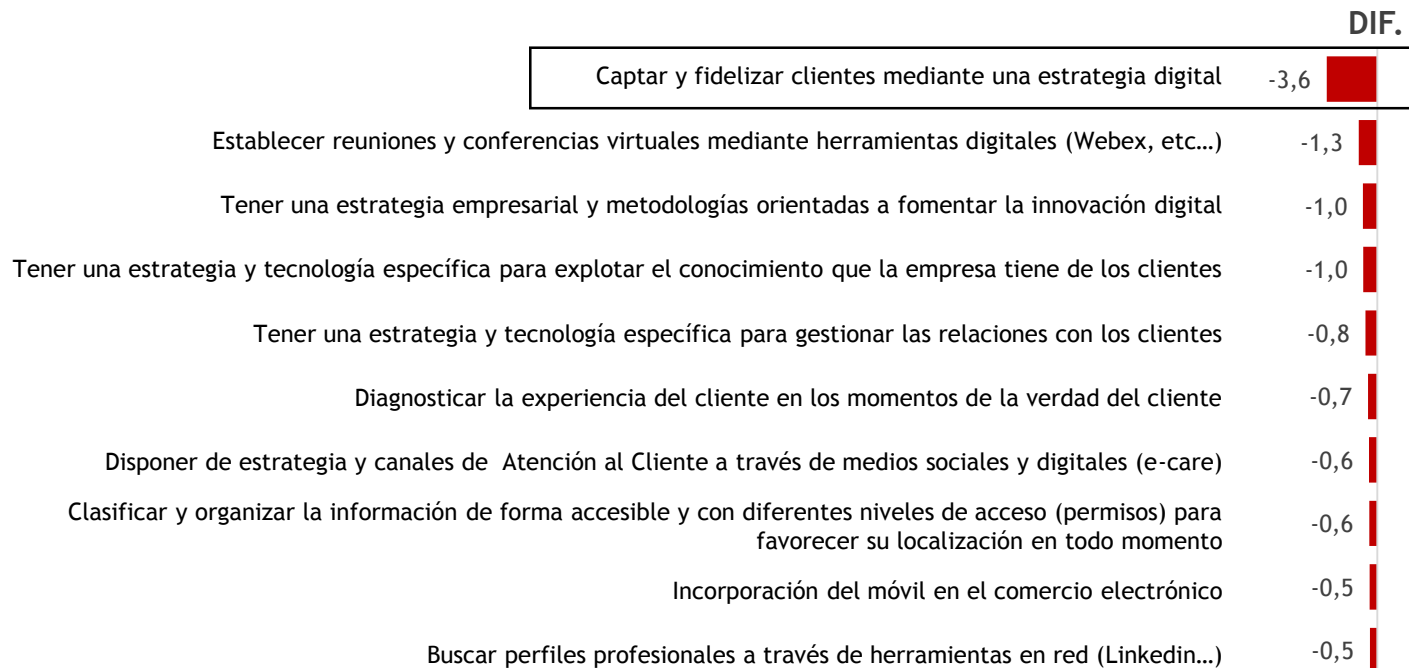 DIF.
Captar y fidelizar clientes mediante una estrategia digital -3,6
Establecer reuniones y conferencias virtuales mediante herramientas digitales (Webex, etc…) -1,3
Tener una estrategia empresarial y metodologías orientadas a fomentar la innovación digital -1,0
Tener una estrategia y tecnología específica para explotar el conocimiento que la empresa tiene de los clientes -1,0
Tener una estrategia y tecnología específica para gestionar las relaciones con los clientes -0,8
Diagnosticar la experiencia del cliente en los momentos de la verdad del cliente -0,7
Disponer de estrategia y canales de Atención al Cliente a través de medios sociales y digitales (e-care) -0,6
Clasificar y organizar la información de forma accesible y con diferentes niveles de acceso (permisos) para
favorecer su localización en todo momento -0,6
Incorporación del móvil en el comercio electrónico -0,5
Buscar perfiles profesionales a través de herramientas en red (Linkedin…) -0,5